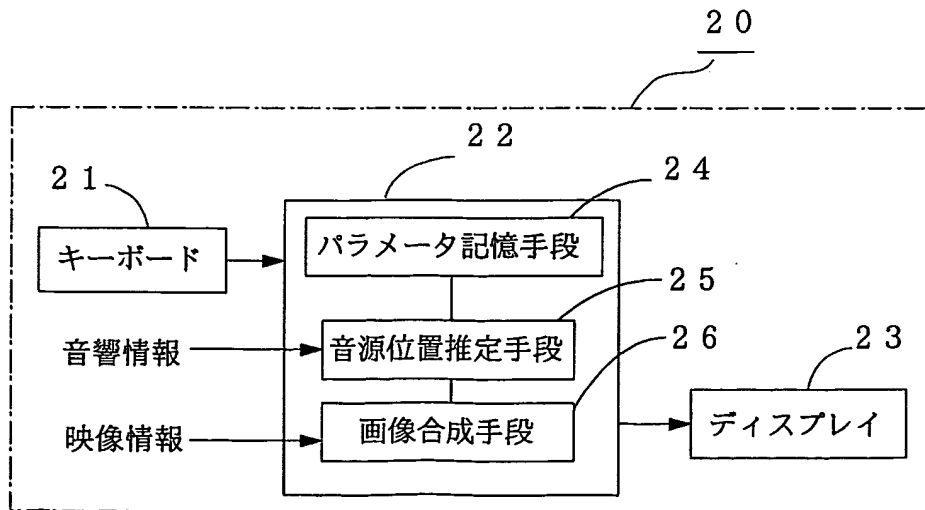 ２０
２２
２１
２４
キーボード
パラメータ記憶手段
２５
音響情報
音源位置推定手段
２６
２３
映像情報
画像合成手段
ディスプレイ